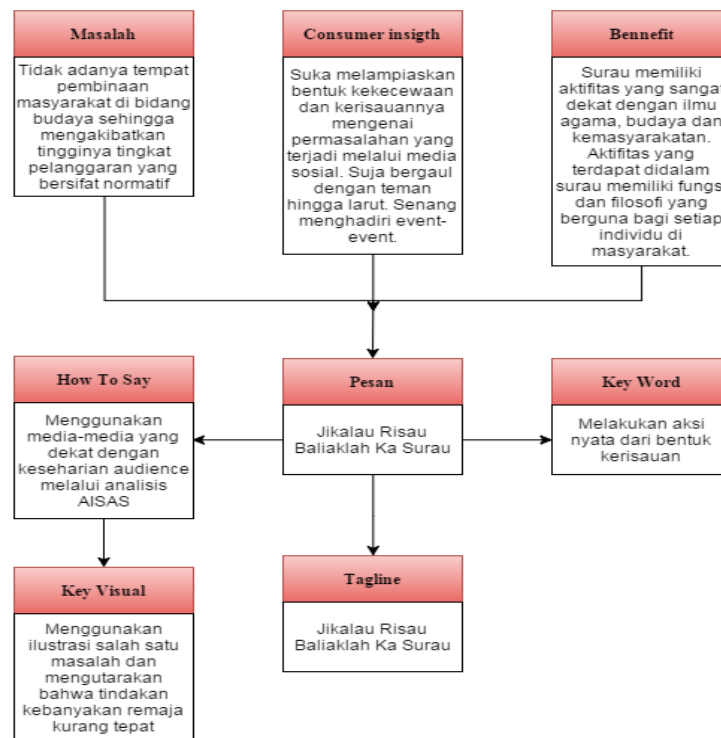 Masalah
Tidak adanya tempat
pembinaan
masyarakat di bidang
budaya sehingga
mengakibatkan
tingginya tingkat
pelanggaran yang
bersifat normatif
Consumer insigth
Suka melampiaskan
bentuk kekecewaan
dan kerisauannya
mengenai
permasalahan yang
terjadi melalui media
sosial. Suja bergaul
dengan teman
hingga larut. Senang
menghadiri event-
event.
Bennefit
Surau memiliki
aktifitas yang sangat
dekat dengan ilmu
agama, budaya dan
kemasyarakatan.
Aktifitas yang
terdapat didalam
surau memiliki fungsi
dan filosofi yang
berguna bagi setiap
individu di
masyarakat.
How To Say
Menggunakan
media-media yang
dekat dengan
keseharian audience
melalui analisis
AISAS
Pesan
Jikalau Risau
Baliaklah Ka Surau
Key Word
Melakukan aksi
nyata dari bentuk
kerisauan
Key Visual
Menggunakan
ilustrasi salah satu
masalah dan
mengutarakan
bahwa tindakan
kebanyakan remaja
kurang tepat
Tagline
Jikalau Risau
Baliaklah Ka Surau